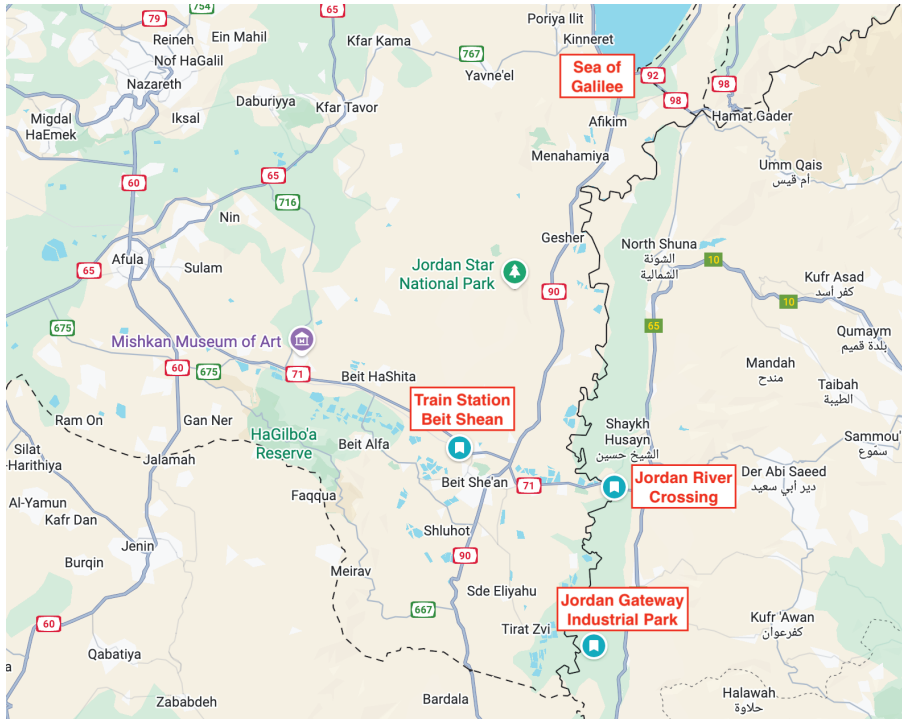 754
79
65
Poriya Ilit
Reineh
Ein Mahil
Kfar Kama
Kinneret
Nof HaGalil
767
Nazareth
Yavne'el
Sea of
Galilee
92
98
98
Daburiyya
Kfar Tavor
Migdal
HaEmek
Iksal
Afikim
Hamat Gader
Menahamiya
60
65
Umm Qais
أم قيس
716
Nin
Gesher
North Shuna
الشونة
الشمالية
10
Afula
Sulam
65
Jordan Star
National Park
Kufr Asad
كفر أسد
90
10
675
65
Qumaym
بلدة قميم
Mishkan Museum of Art
60
675
71
Beit HaShita
Mandah
مندح
Taibah
الطيبة
Train Station
Beit Shean
Ram On
Gan Ner
HaGilbo'a
Reserve
Beit Alfa
Shaykh
Husayn
الشيخ حسين
Sammou'
سموع
Silat
-Harithiya
Jalamah
Der Abi Saeed
دير أبي سعيد
Beit She'an
71
Jordan River
Crossing
Faqqua
Al-Yamun
Kafr Dan
Shluhot
Jenin
90
Burqin
Meirav
Sde Eliyahu
Jordan Gateway
Industrial Park
667
60
Tirat Zvi
Kufr 'Awan
كفرعوان
Qabatiya
a
Zababdeh
Bardala
Halawah
حلاوة